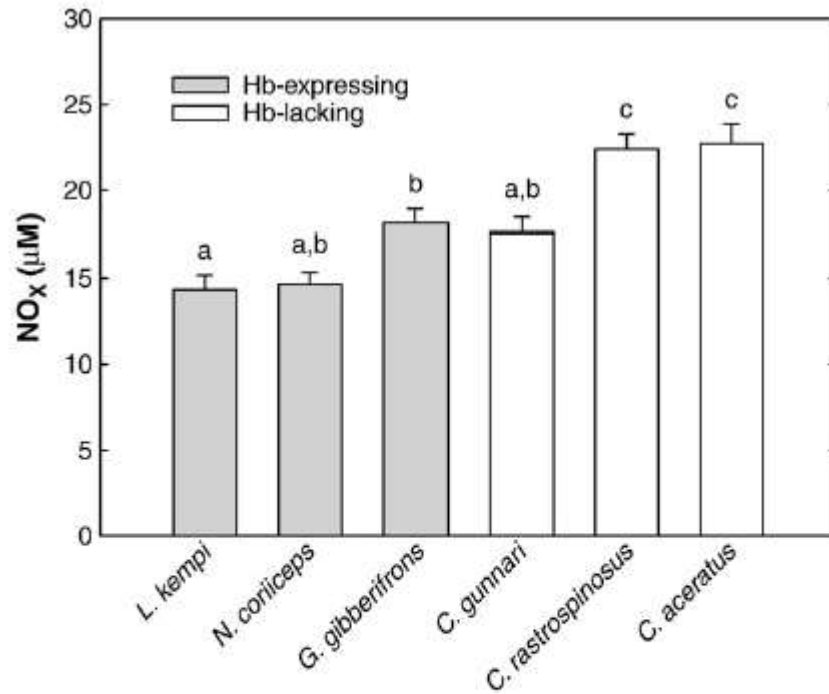 30
25
20
15
10
5
0
NOX (μM)
Hb-expressing
Hb-lacking
a
a,b
b
a,b
c
c
L. kempi
N. coriiceps
G. gibberifrons
C. gunnari
C. rastrospinosus
C. aceratus